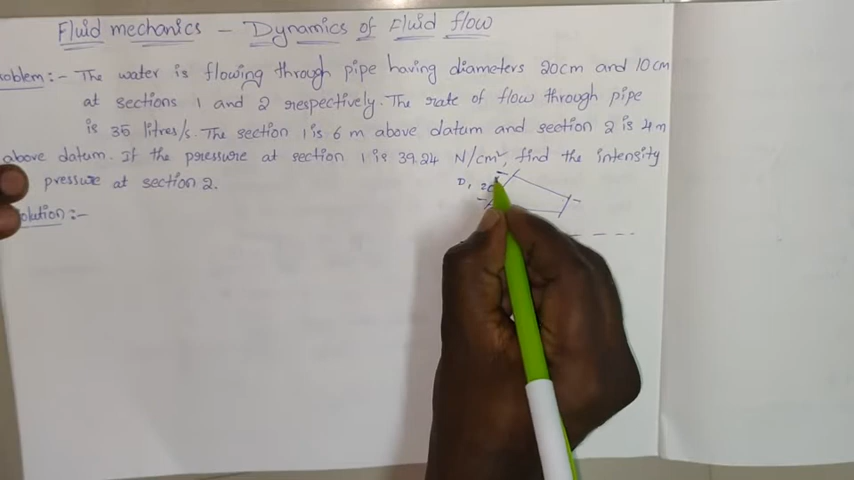 Fluid mechanics - Dynamics of Fluid flow
oblem:- The water is flowing through pipe having diameters 20cm and 10cm
at sections 1 and 2 respectively. The rate of flow through pipe
is 35 litres/s. The section 1 is 6 m above datum and section 2 is 4m
above datum. If the pressure at section 1 is 39.24 N/cm², find the intensity
pressure at section 2.
D, 20
olution:-